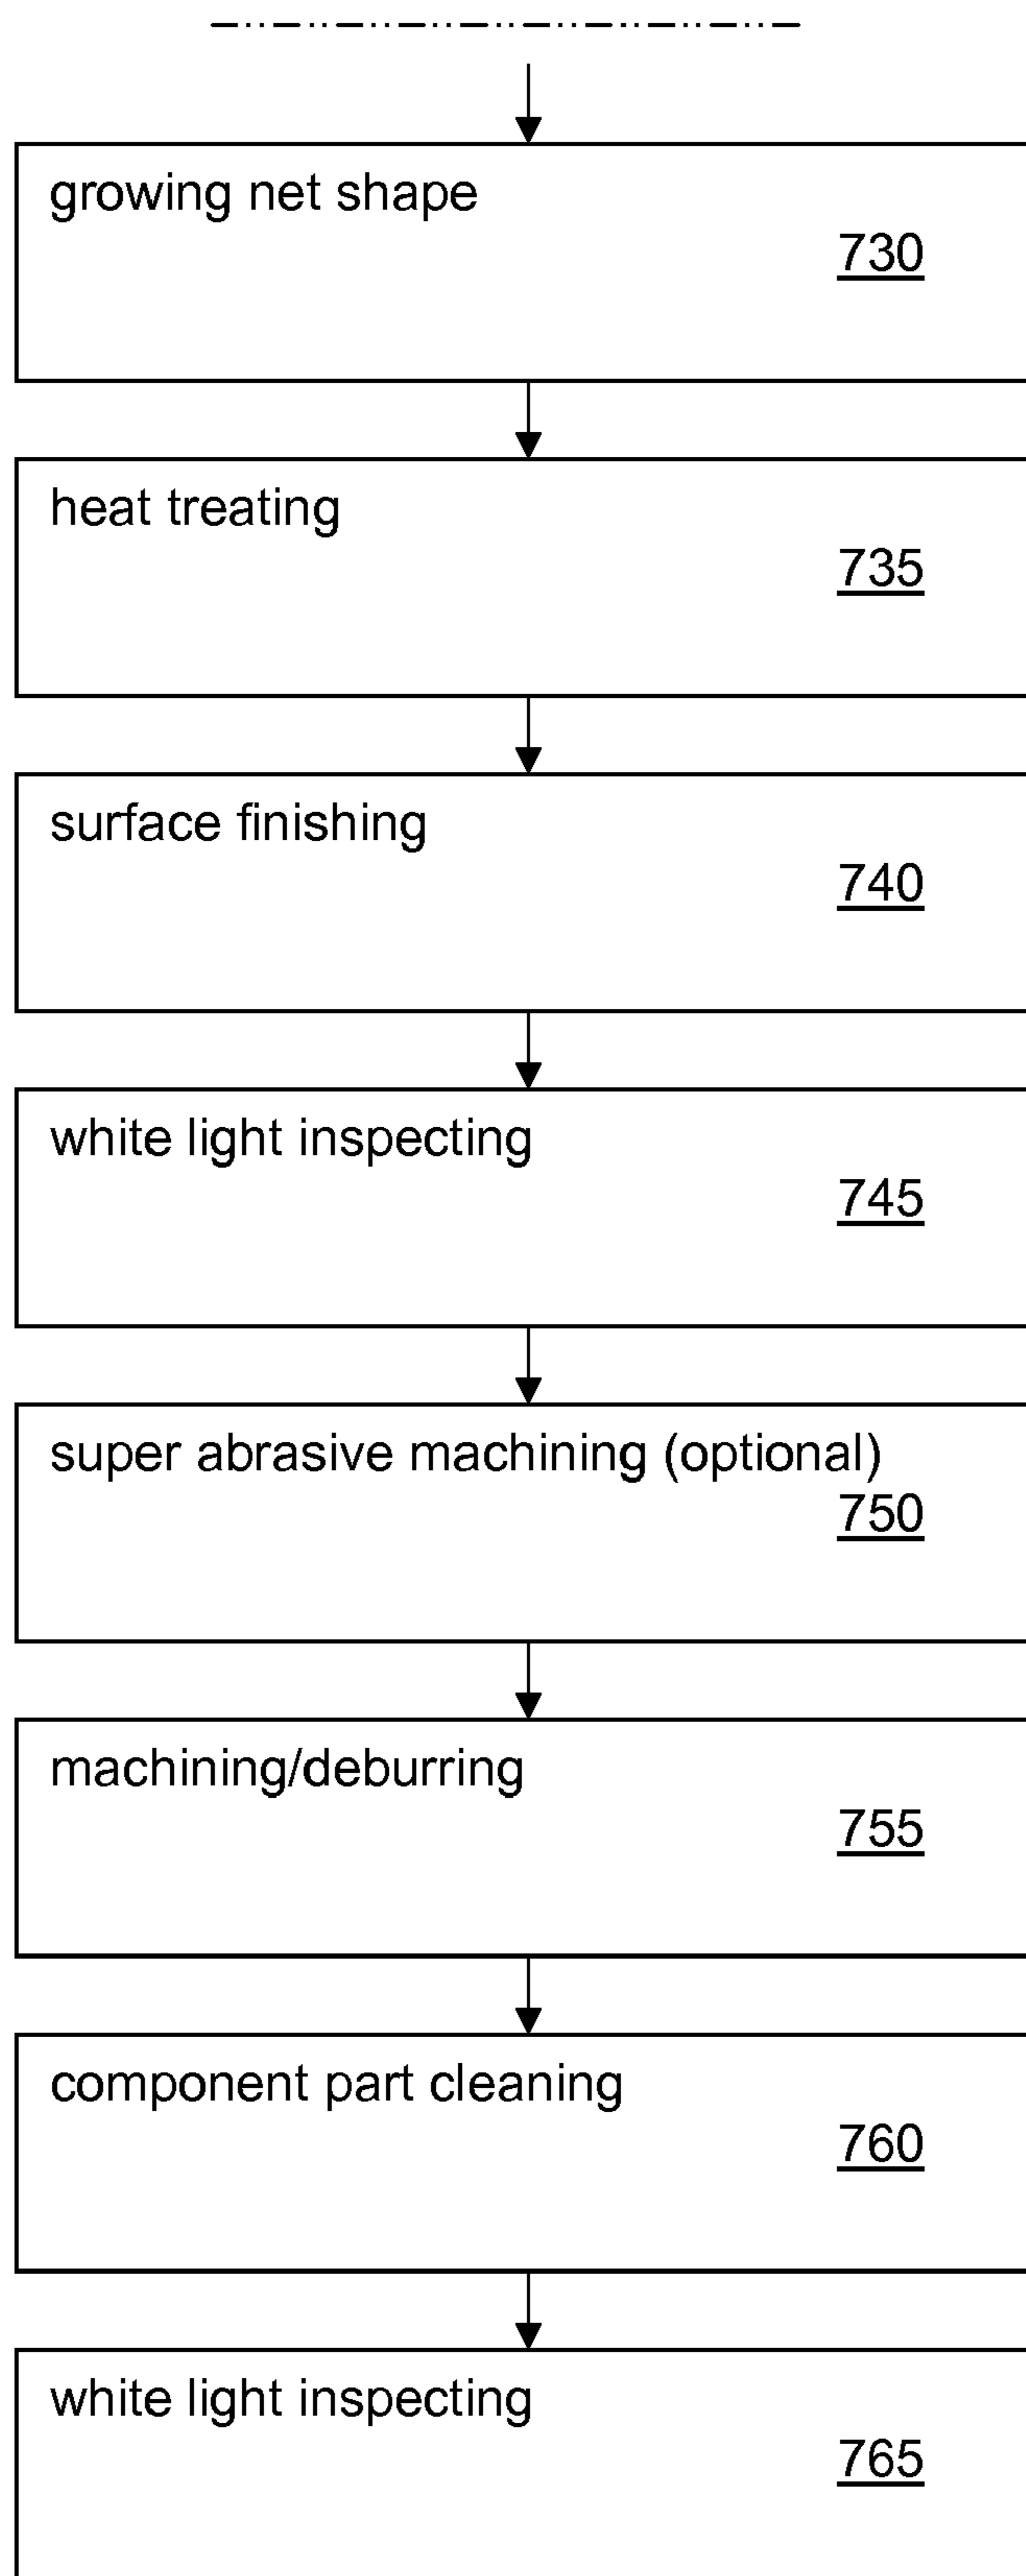 growing net shape
730
heat treating
735
surface finishing
740
white light inspecting
745
super abrasive machining (optional)
750
machining/deburring
755
component part cleaning
760
white light inspecting
765